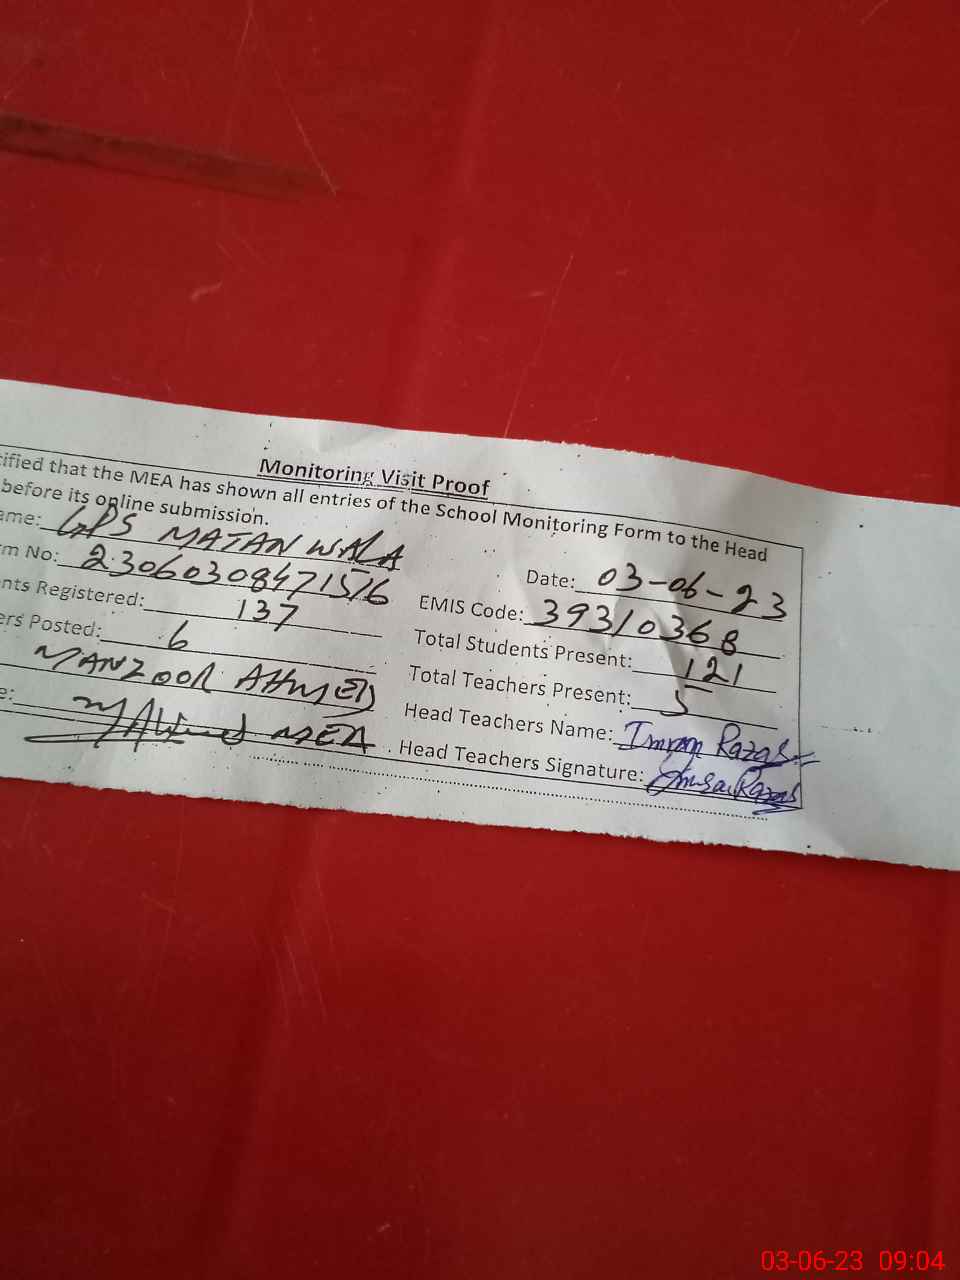 Monitoring Visit Proof
ified that the MEA has shown all entries of the School Monitoring Form to the Head
before its online submission.
ame: GPS MATAN WALA
Date: 03-06-23
m No: 23060308471516
EMIS Code: 39310368
nts Registered: 137
Total Students Present: 121
ers Posted: 6
Total Teachers Present: 5
MANZOOR AHMED
Head Teachers Name: Imran
e: MEA
Head Teachers Signature:
03-06-23 09:04